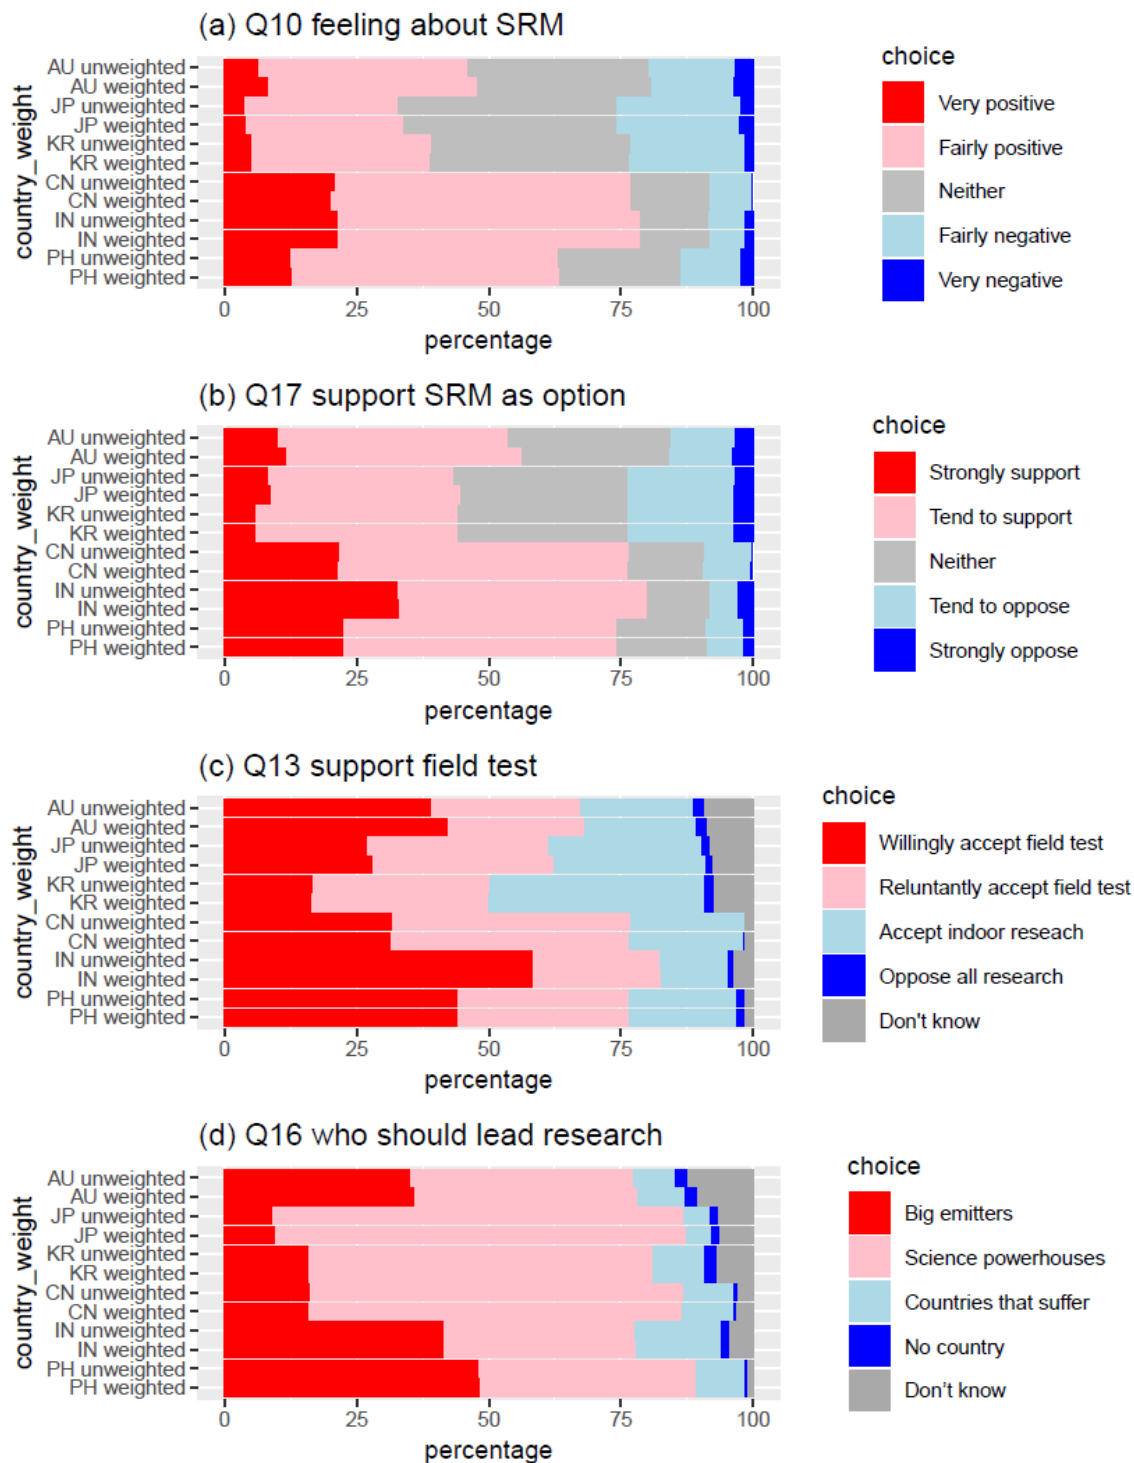 (a) Q10 feeling about SRM
country_weight
AU unweighted
AU weighted
JP unweighted
JP weighted
KR unweighted
KR weighted
CN unweighted
CN weighted
IN unweighted
IN weighted
PH unweighted
PH weighted
0 25 50 75 100
percentage
choice
Very positive
Fairly positive
Neither
Fairly negative
Very negative
(b) Q17 support SRM as option
country_weight
AU unweighted
AU weighted
JP unweighted
JP weighted
KR unweighted
KR weighted
CN unweighted
CN weighted
IN unweighted
IN weighted
PH unweighted
PH weighted
0 25 50 75 100
percentage
choice
Strongly support
Tend to support
Neither
Tend to oppose
Strongly oppose
(c) Q13 support field test
country_weight
AU unweighted
AU weighted
JP unweighted
JP weighted
KR unweighted
KR weighted
CN unweighted
CN weighted
IN unweighted
IN weighted
PH unweighted
PH weighted
0 25 50 75 100
percentage
choice
Willingly accept field test
Reluntantly accept field test
Accept indoor reseach
Oppose all research
Don't know
(d) Q16 who should lead research
country_weight
AU unweighted
AU weighted
JP unweighted
JP weighted
KR unweighted
KR weighted
CN unweighted
CN weighted
IN unweighted
IN weighted
PH unweighted
PH weighted
0 25 50 75 100
percentage
choice
Big emitters
Science powerhouses
Countries that suffer
No country
Don’t know